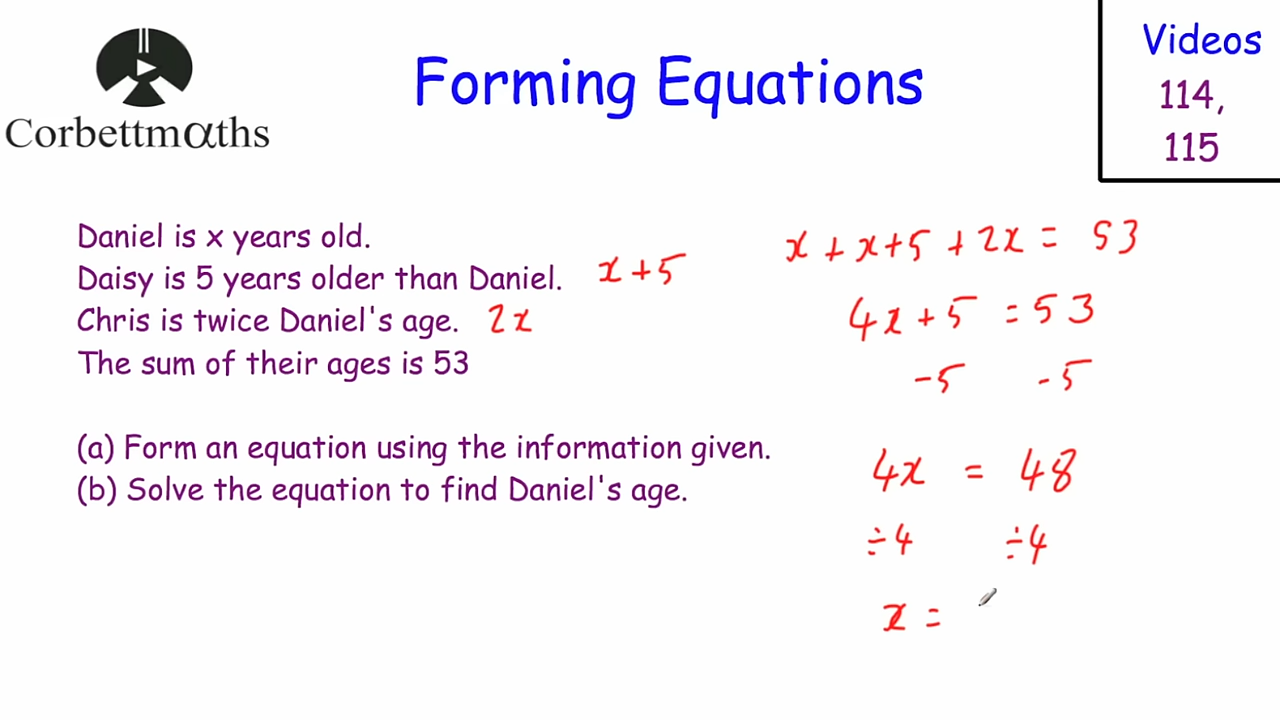 Corbettmαths
Forming Equations
Videos
114,
115
Daniel is x years old.
Daisy is 5 years older than Daniel. x+5
Chris is twice Daniel's age. 2x
The sum of their ages is 53
(a) Form an equation using the information given.
(b) Solve the equation to find Daniel's age.
x + x+5 + 2x = 53
4x+5 = 53
-5 -5
4x = 48
÷4 ÷4
x =